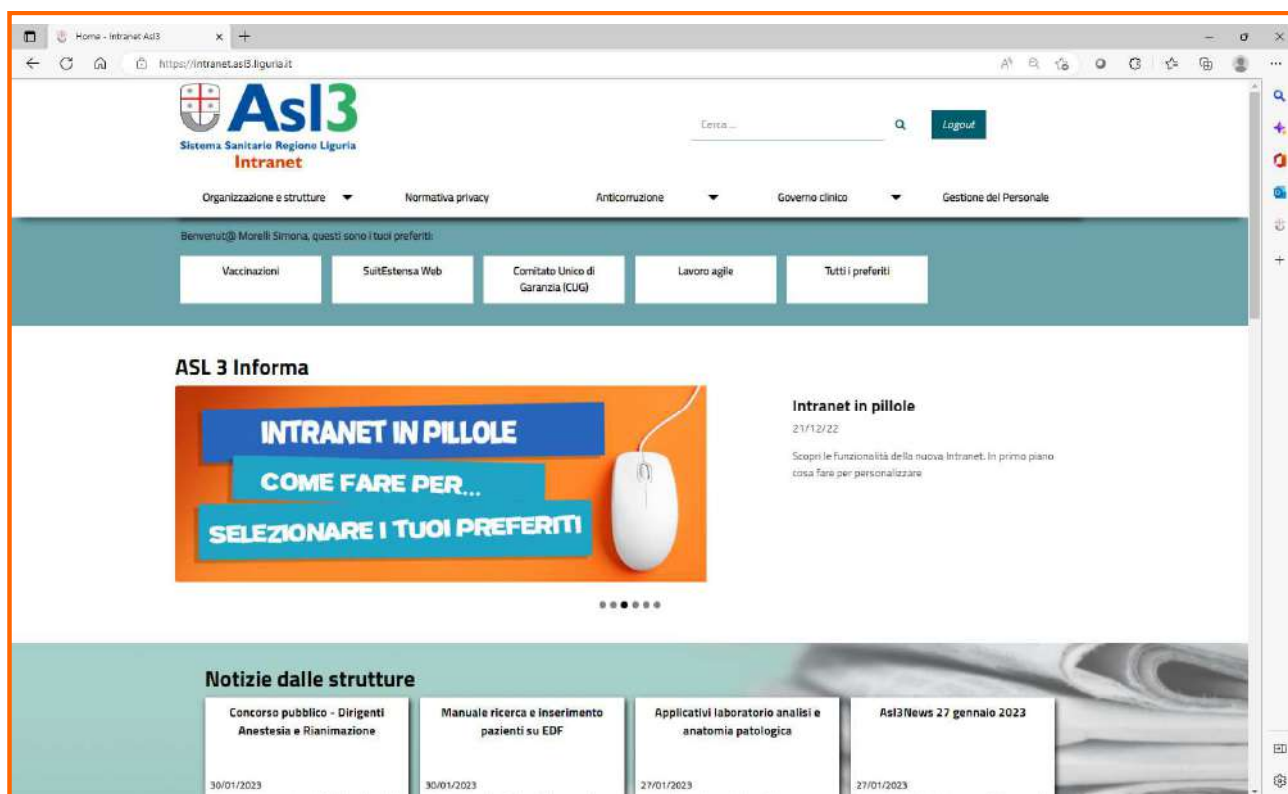 Home - Intranet Asl3
https://intranet.asl3.liguria.it
Asl3
Sistema Sanitario Regione Liguria
Intranet
Cerca ...
Logout
Organizzazione e strutture
Normativa privacy
Anticorruzione
Governo clinico
Gestione del Personale
Benvenut@ Morelli Simona, questi sono i tuoi preferiti:
Vaccinazioni
SuitEstensa Web
Comitato Unico di
Garanzia (CUG)
Lavoro agile
Tutti i preferiti
ASL 3 Informa
INTRANET IN PILLOLE
COME FARE PER...
SELEZIONARE I TUOI PREFERITI
Intranet in pillole
21/12/22
Scopri le funzionalità della nuova Intranet. In primo piano
cosa fare per personalizzare
Notizie dalle strutture
Concorso pubblico - Dirigenti
Anestesia e Rianimazione
30/01/2023
Manuale ricerca e inserimento
pazienti su EDF
30/01/2023
Applicativi laboratorio analisi e
anatomia patologica
27/01/2023
Asl3News 27 gennaio 2023
27/01/2023